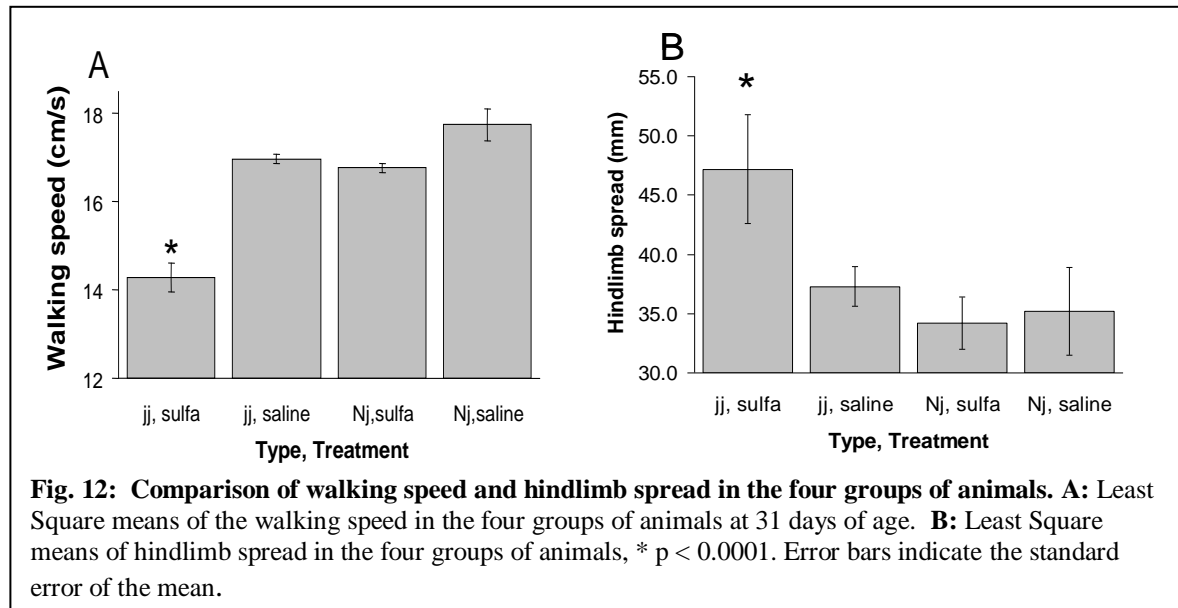 A
Walking speed (cm/s)
18
16
14
12
*
jj, sulfa jj, saline Nj,sulfa Nj,saline
Type, Treatment
B
Hindlimb spread (mm)
55.0
50.0
45.0
40.0
35.0
30.0
*
jj, sulfa jj, saline Nj, sulfa Nj, saline
Type, Treatment
Fig. 12: Comparison of walking speed and hindlimb spread in the four groups of animals. A: Least
Square means of the walking speed in the four groups of animals at 31 days of age. B: Least Square
means of hindlimb spread in the four groups of animals, * p < 0.0001. Error bars indicate the standard
error of the mean.